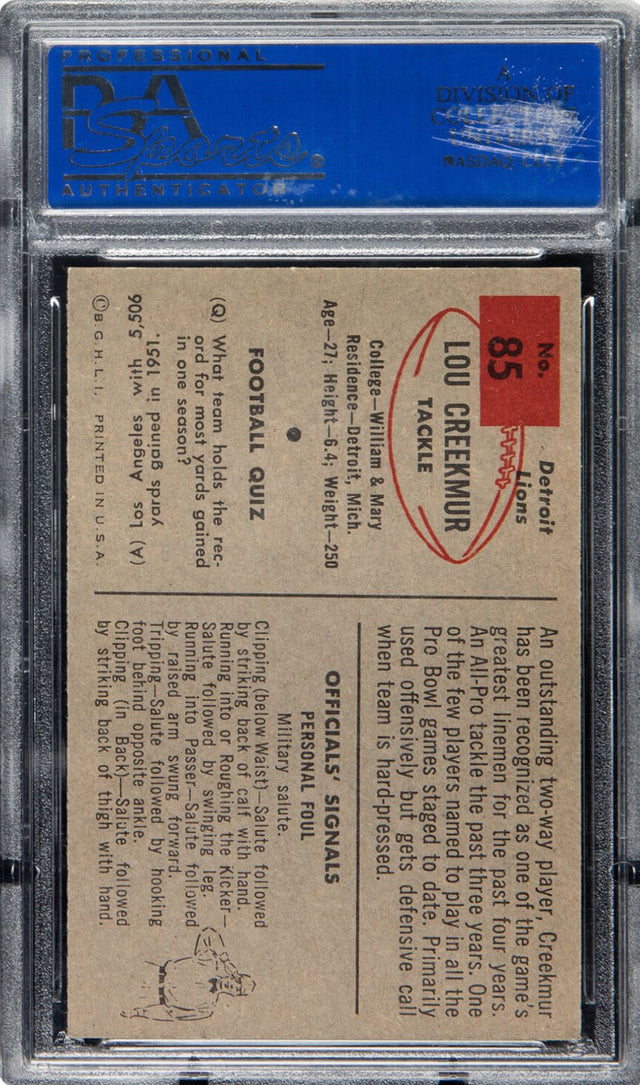 PROFESSIONAL
PSA
Sports®
AUTHENTICATOR
A
DIVISION OF
No.
85
Detroit
Lions
LOU CREEKMUR
TACKLE
College—William & Mary
Residence—Detroit, Mich.
Age—27; Height—6.4; Weight—250
FOOTBALL QUIZ
(Q) What team holds the rec-
ord for most yards gained
in one season?
(A) Los Angeles with 5,506
yards gained in 1951.
©B.G.H.L.I. PRINTED IN U.S.A.
An outstanding two-way player, Creekmur
has been recognized as one of the game's
greatest linemen for the past four years.
An All-Pro tackle the past three years. One
of the few players named to play in all the
Pro Bowl games staged to date. Primarily
used offensively but gets defensive call
when team is hard-pressed.
OFFICIALS' SIGNALS
PERSONAL FOUL
Military salute.
Clipping (below Waist)—Salute followed
by striking back of calf with hand.
Running into or Roughing the Kicker—
Salute followed by swinging leg.
Running into Passer—Salute followed
by raised arm swung forward.
Tripping—Salute followed by hooking
foot behind opposite ankle.
Clipping (in Back)—Salute followed
by striking back of thigh with hand.